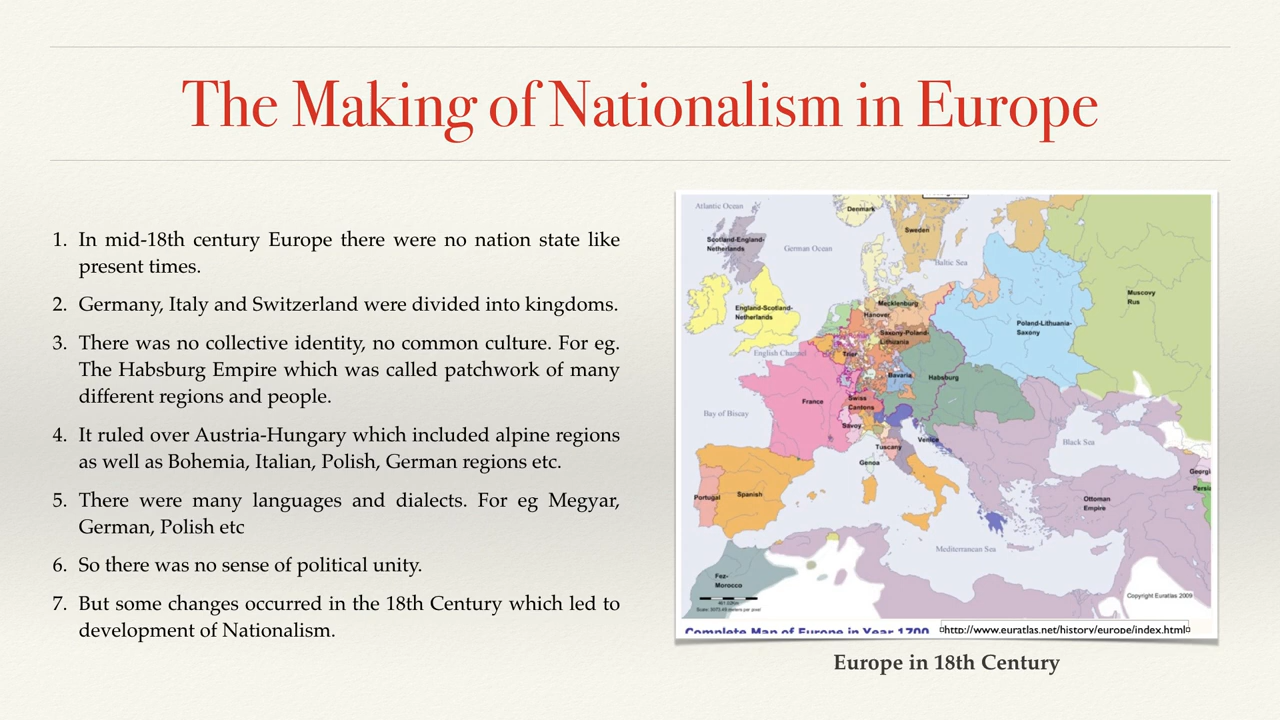 The Making of Nationalism in Europe
1. In mid-18th century Europe there were no nation state like
present times.
2. Germany, Italy and Switzerland were divided into kingdoms.
3. There was no collective identity, no common culture. For eg.
The Habsburg Empire which was called patchwork of many
different regions and people.
4. It ruled over Austria-Hungary which included alpine regions
as well as Bohemia, Italian, Polish, German regions etc.
5. There were many languages and dialects. For eg Megyar,
German, Polish etc
6. So there was no sense of political unity.
7. But some changes occurred in the 18th Century which led to
development of Nationalism.
Atlantic Ocean
Denmark
Sweden
Scotland-England-
Netherlands
German Ocean
Baltic Sea
Muscovy
Rus
England-Scotland-
Netherlands
Mecklenburg
Hanover
Saxony-Poland-
Lithuania
Poland-Lithuania-
Saxony
English Channel
Trier
Bavaria
Habsburg
France
Swiss
Cantons
Bay of Biscay
Savoy
Venice
Black Sea
Tuscany
Genoa
Georgi
Persia
Portugal
Spanish
Ottoman
Empire
Mediterranean Sea
Fez-
Morocco
Copyright Euratlas 2009
Complete Map of Europe in Year 1700
http://www.euratlas.net/history/europe/index.html
Europe in 18th Century